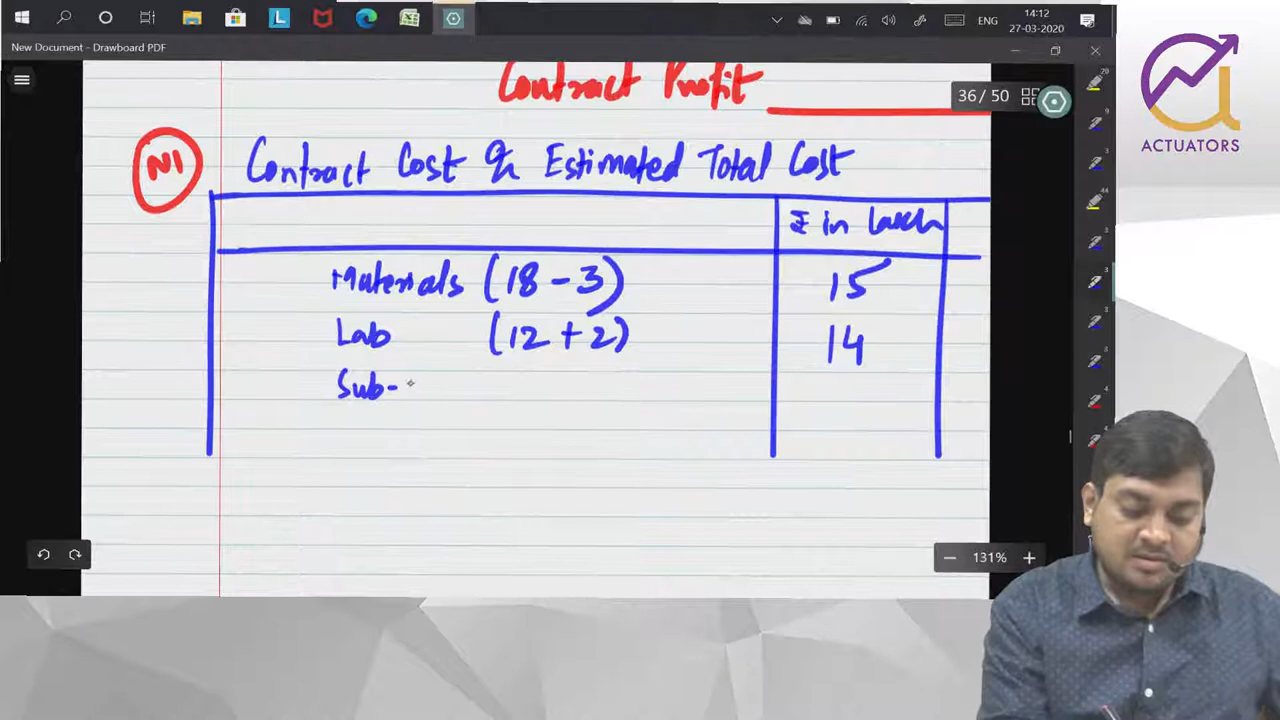 14:12
ENG
27-03-2020
New Document - Drawboard PDF
Contract Profit
36 / 50
N1
Contract Cost & Estimated Total Cost
₹ in Lakh
Materials (18 - 3) 15
Lab (12 + 2) 14
Sub-
131%
ACTUATORS